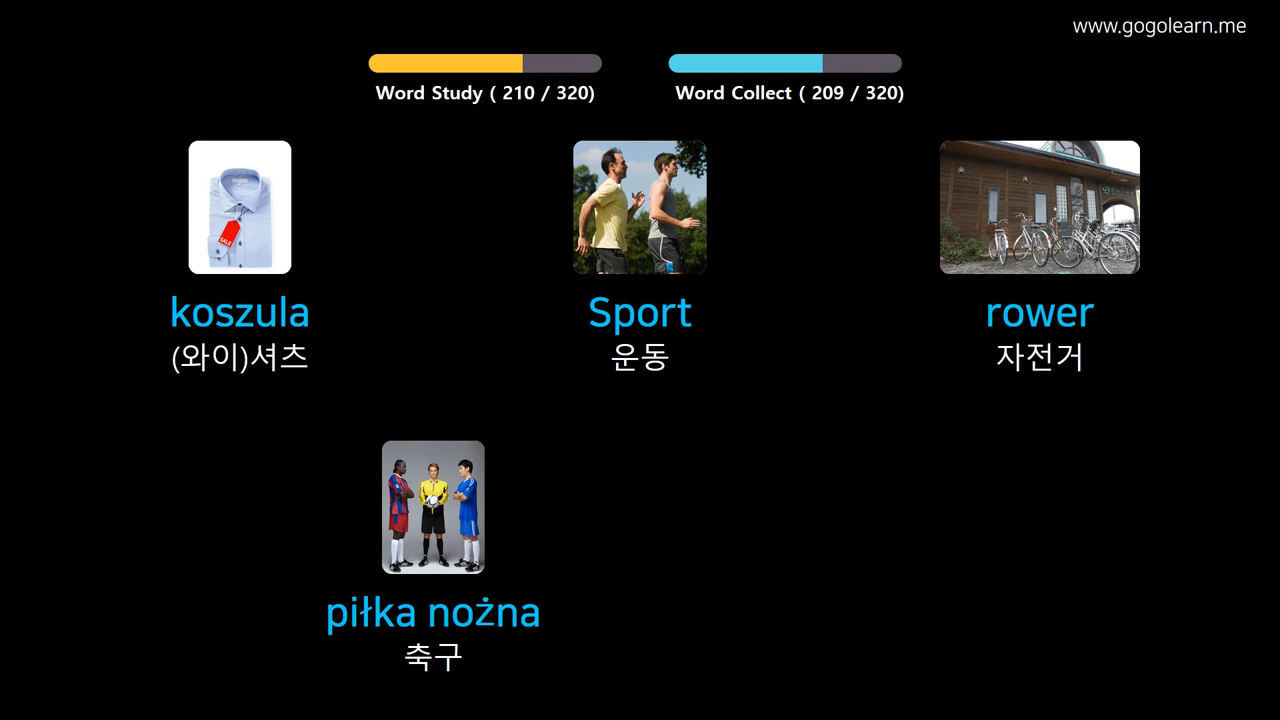 www.gogolearn.me
Word Study ( 210 / 320)
Word Collect ( 209 / 320)
SALE
koszula
(와이)셔츠
Sport
운동
rower
자전거
piłka nożna
축구